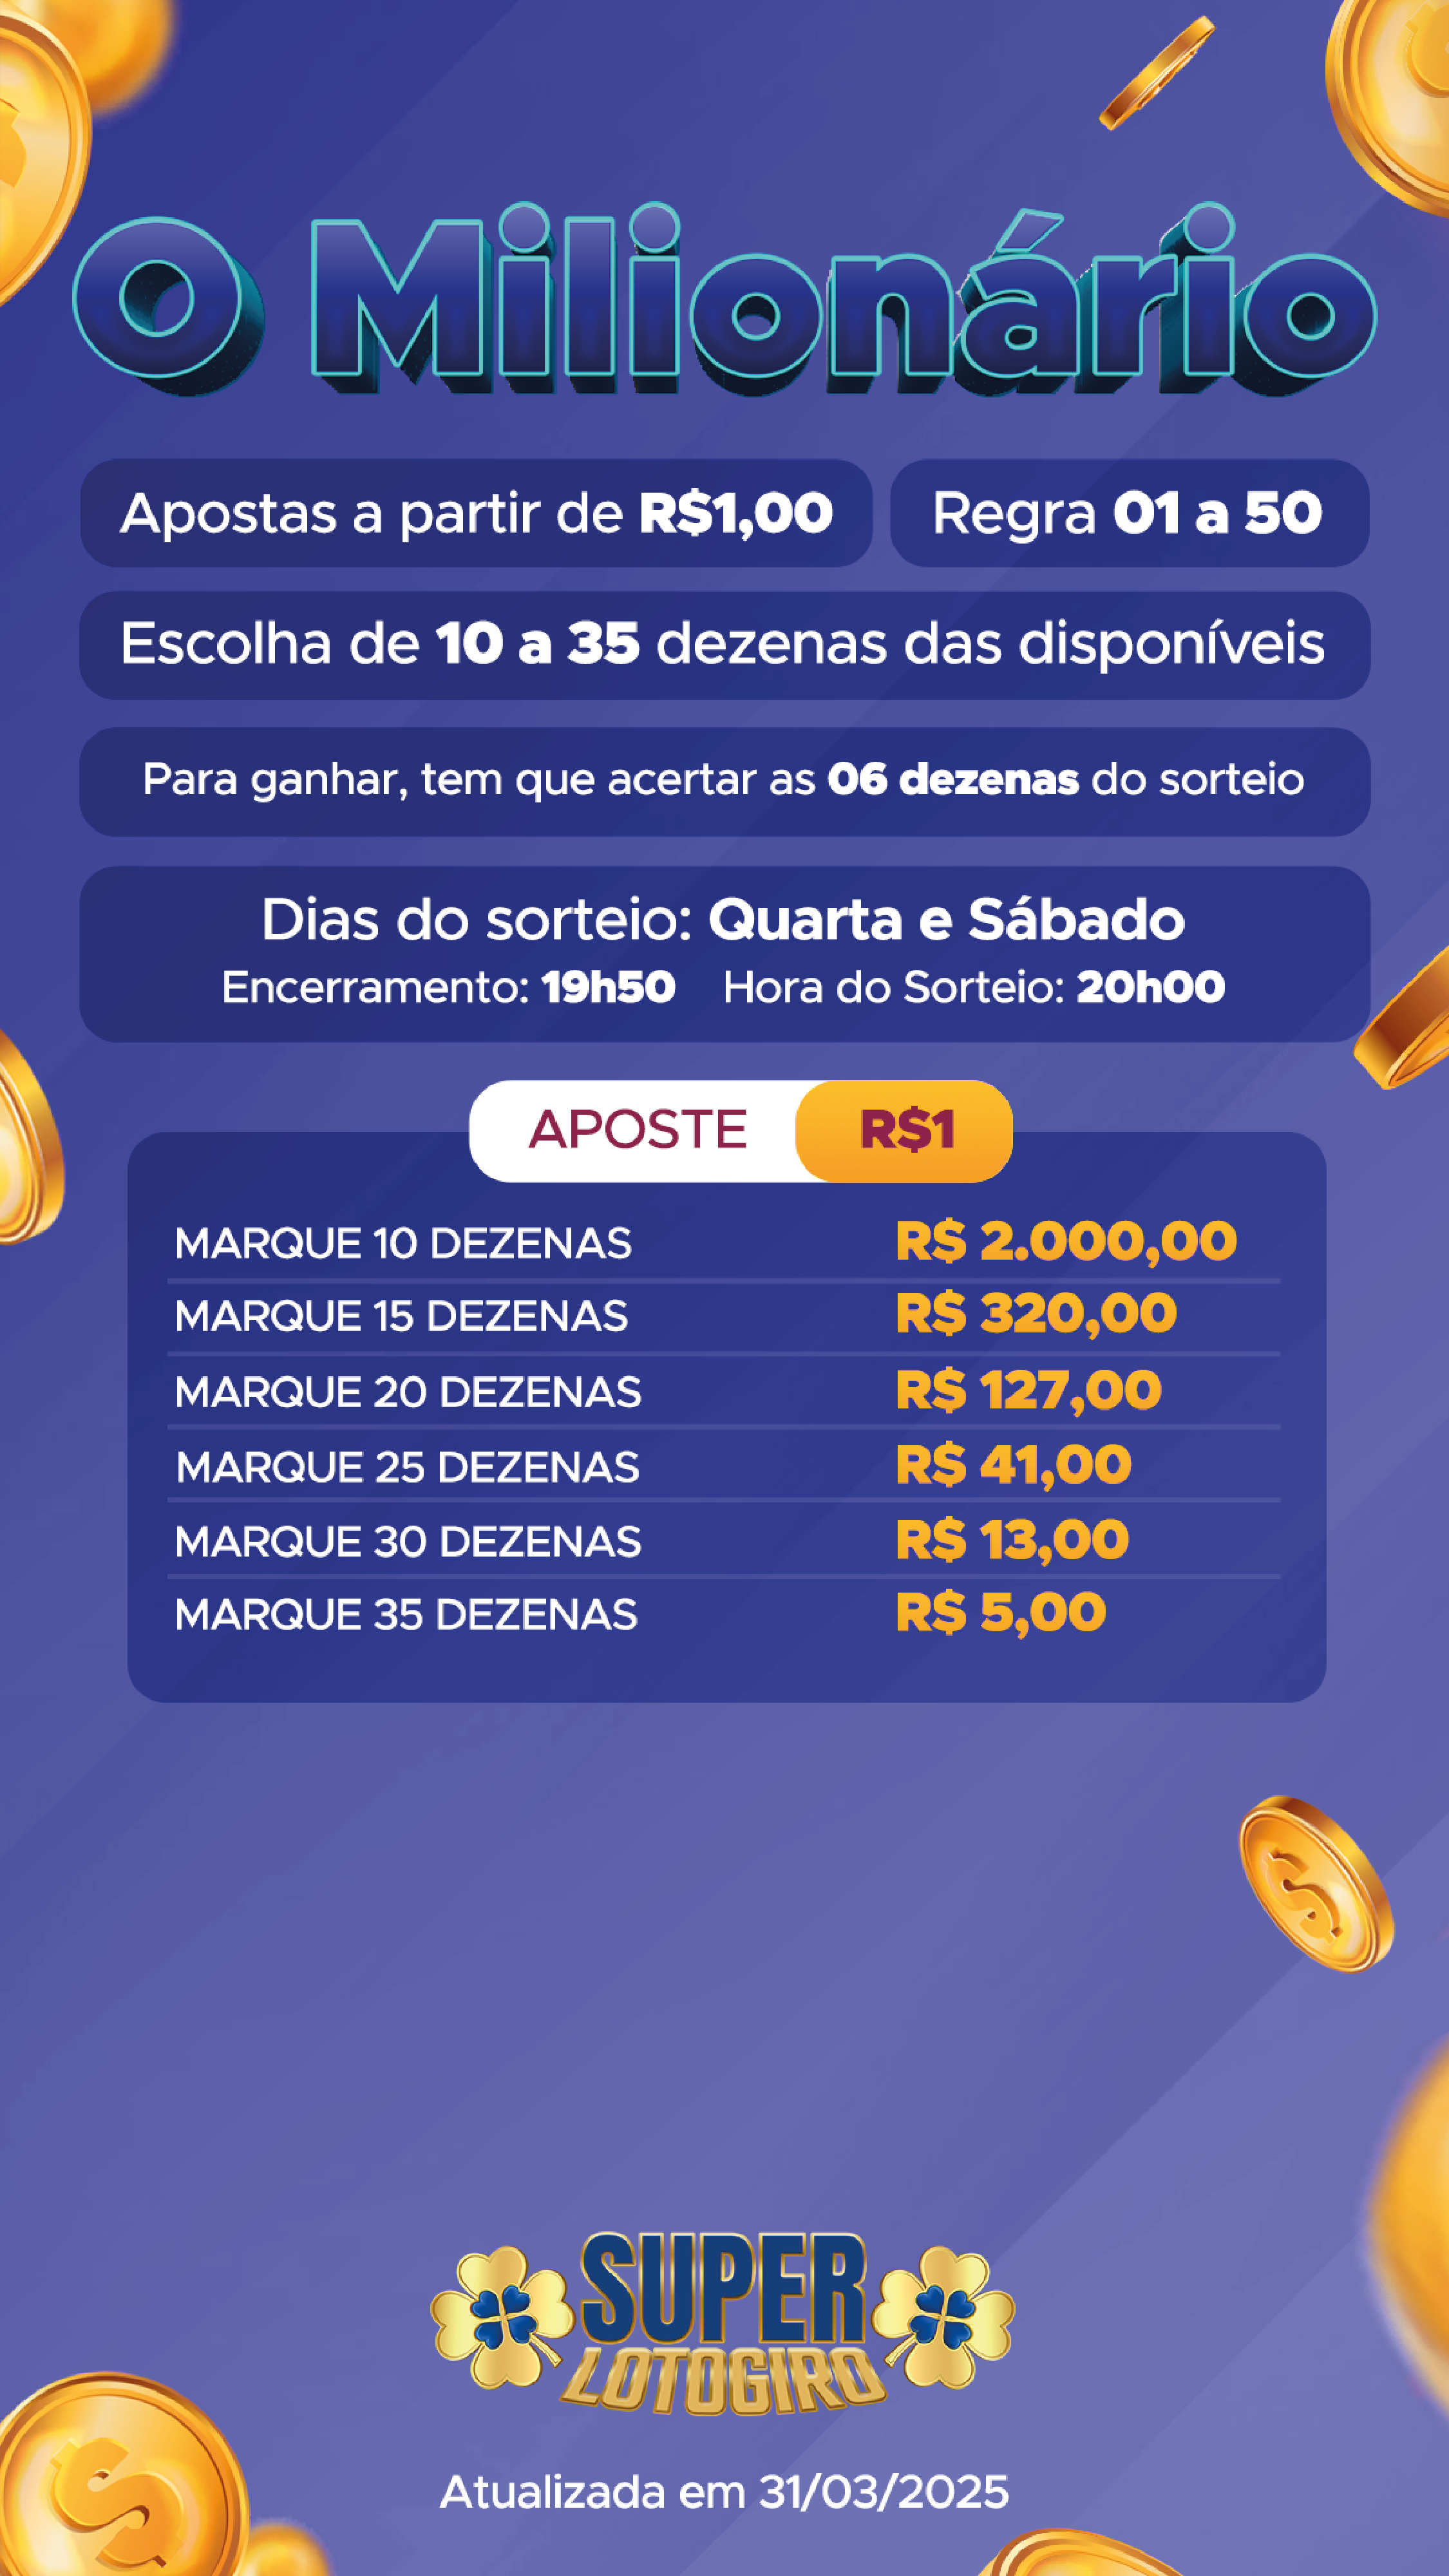 O Milionário
Apostas a partir de R$1,00
Regra 01 a 50
Escolha de 10 a 35 dezenas das disponíveis
Para ganhar, tem que acertar as 06 dezenas do sorteio
Dias do sorteio: Quarta e Sábado
Encerramento: 19h50 Hora do Sorteio: 20h00
APOSTE R$1
MARQUE 10 DEZENAS R$ 2.000,00
MARQUE 15 DEZENAS R$ 320,00
MARQUE 20 DEZENAS R$ 127,00
MARQUE 25 DEZENAS R$ 41,00
MARQUE 30 DEZENAS R$ 13,00
MARQUE 35 DEZENAS R$ 5,00
SUPER
LOTOGIRO
Atualizada em 31/03/2025